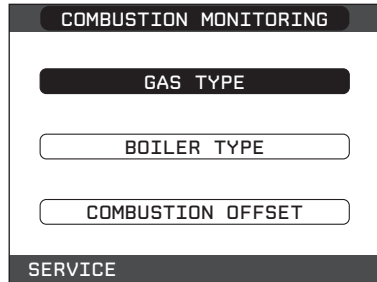 COMBUSTION MONITORING
GAS TYPE
BOILER TYPE
COMBUSTION OFFSET
SERVICE